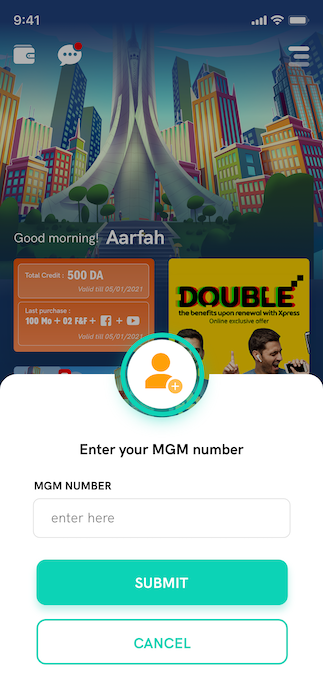 9:41
Good morning! Aarfah
Total Credit : 500 DA
Valid till 05/01/2021
Last purchase :
100 Mo + 02 F&F + +
Valid till 05/01/2021
DOUBLE
the benefits upon renewal with Xpress
Online exclusive offer
Enter your MGM number
MGM NUMBER
enter here
SUBMIT
CANCEL